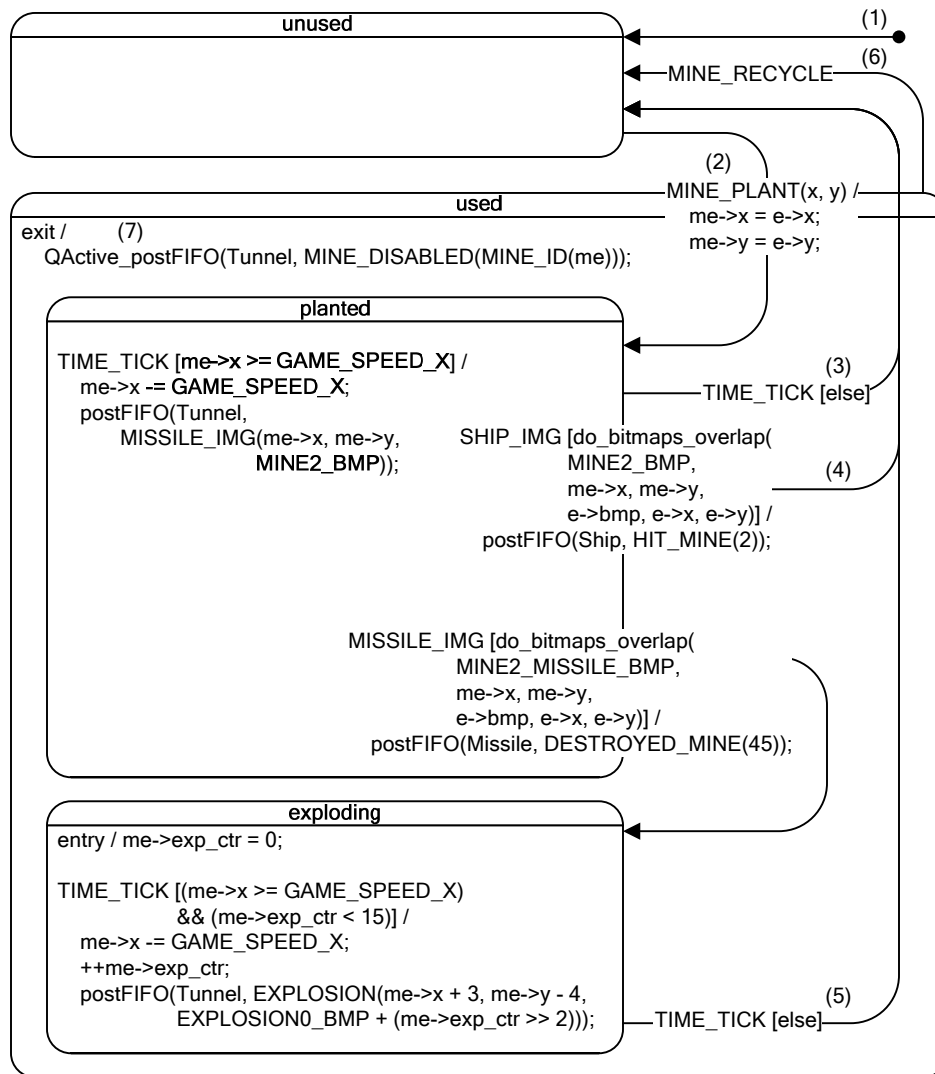 unused
(1)
(6)
MINE_RECYCLE
(2)
MINE_PLANT(x, y) /
me->x = e->x;
me->y = e->y;
used
exit / (7)
QActive_postFIFO(Tunnel, MINE_DISABLED(MINE_ID(me)));
planted
TIME_TICK [me->x >= GAME_SPEED_X] /
me->x -= GAME_SPEED_X;
postFIFO(Tunnel,
MISSILE_IMG(me->x, me->y,
MINE2_BMP));
(3)
TIME_TICK [else]
SHIP_IMG [do_bitmaps_overlap(
MINE2_BMP,
me->x, me->y,
e->bmp, e->x, e->y)] /
postFIFO(Ship, HIT_MINE(2));
(4)
MISSILE_IMG [do_bitmaps_overlap(
MINE2_MISSILE_BMP,
me->x, me->y,
e->bmp, e->x, e->y)] /
postFIFO(Missile, DESTROYED_MINE(45));
exploding
entry / me->exp_ctr = 0;
TIME_TICK [(me->x >= GAME_SPEED_X)
&& (me->exp_ctr < 15)] /
me->x -= GAME_SPEED_X;
++me->exp_ctr;
postFIFO(Tunnel, EXPLOSION(me->x + 3, me->y - 4,
EXPLOSION0_BMP + (me->exp_ctr >> 2)));
(5)
TIME_TICK [else]